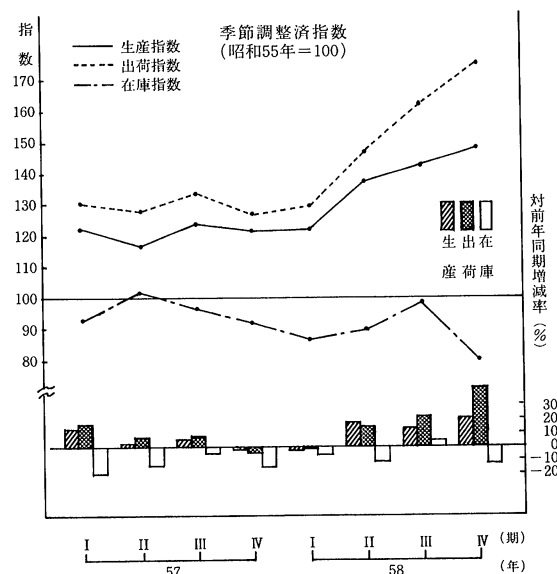 指数
季節調整済指数
(昭和55年=100)
生産指数
出荷指数
在庫指数
170
160
150
140
130
120
110
100
90
80
生産
出荷
在庫
対前年同期増減率(%)
30
20
10
0
-10
-20
I II III IV I II III IV (期)
57 58 (年)